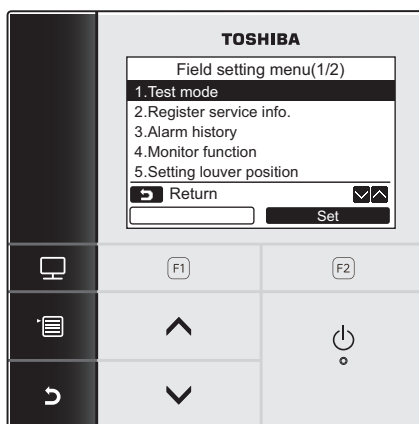 TOSHIBA
Field setting menu(1/2)
1.Test mode
2.Register service info.
3.Alarm history
4.Monitor function
5.Setting louver position
Return
Set
F1
F2